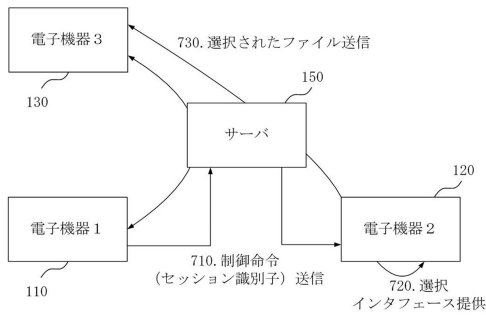 電子機器３
130
730.選択されたファイル送信
150
サーバ
120
電子機器１
電子機器２
110
710.制御命令
（セッション識別子）送信
720.選択
インタフェース提供